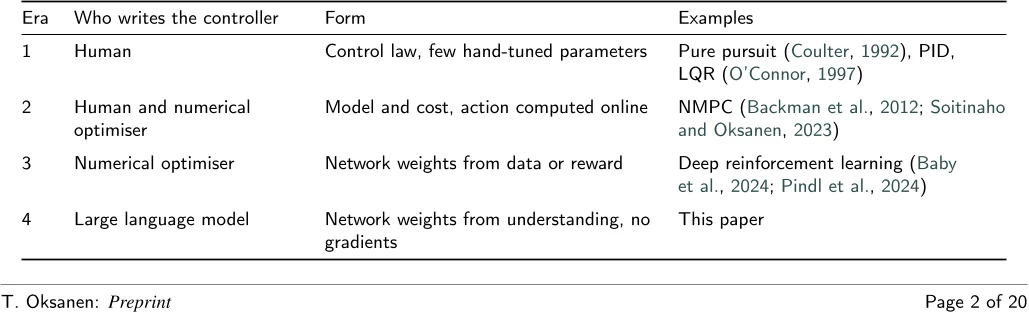 Era Who writes the controller Form Examples
1 Human Control law, few hand-tuned parameters Pure pursuit (Coulter, 1992), PID,
LQR (O'Connor, 1997)
2 Human and numerical Model and cost, action computed online NMPC (Backman et al., 2012; Soitinaho
optimiser and Oksanen, 2023)
3 Numerical optimiser Network weights from data or reward Deep reinforcement learning (Baby
et al., 2024; Pindl et al., 2024)
4 Large language model Network weights from understanding, no This paper
gradients
T. Oksanen: Preprint Page 2 of 20